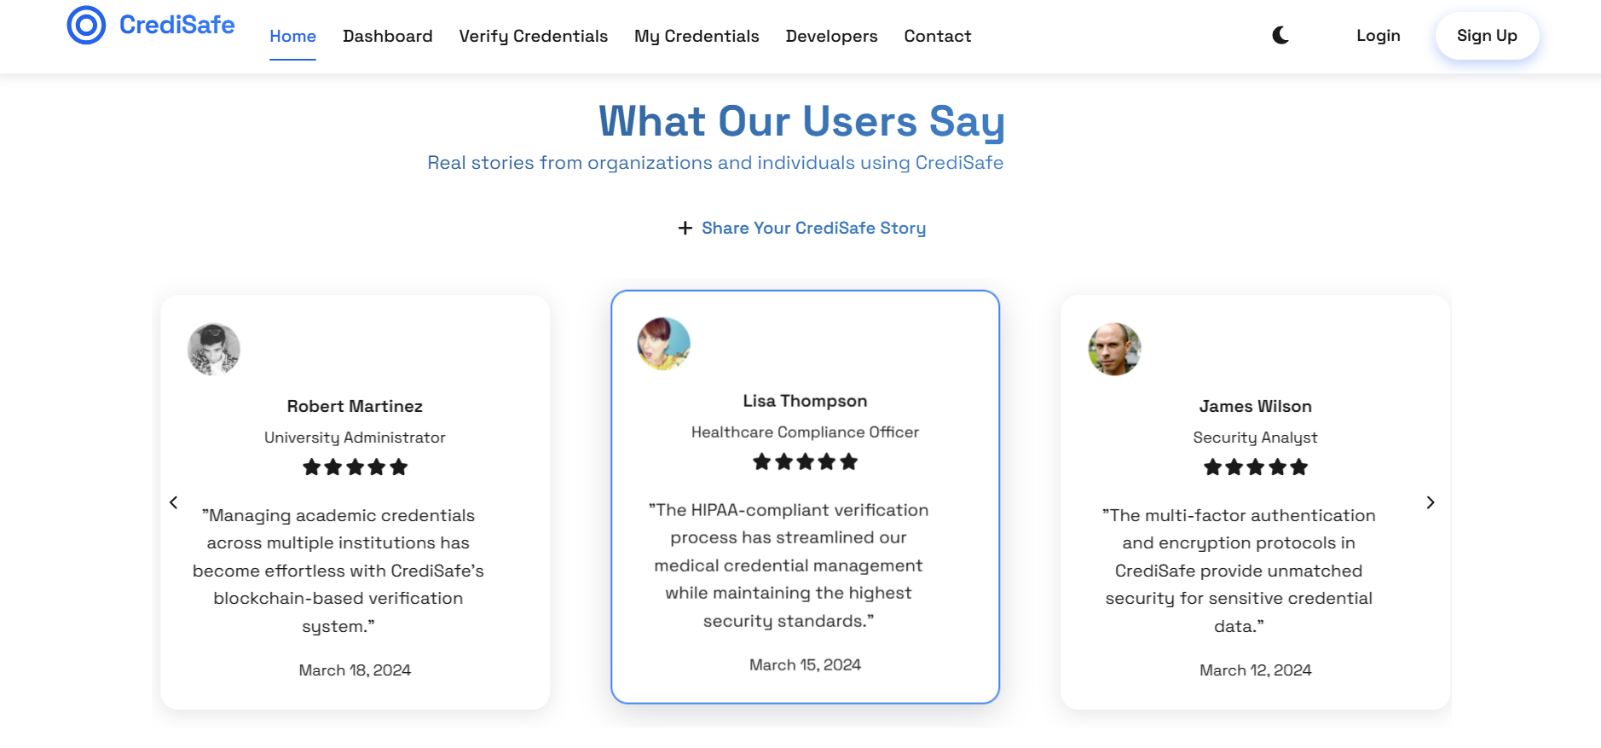 CrediSafe
Home Dashboard Verify Credentials My Credentials Developers Contact Login Sign Up
What Our Users Say
Real stories from organizations and individuals using CrediSafe
+ Share Your CrediSafe Story
Robert Martinez
University Administrator
"Managing academic credentials
across multiple institutions has
become effortless with CrediSafe's
blockchain-based verification
system."
March 18, 2024
Lisa Thompson
Healthcare Compliance Officer
"The HIPAA-compliant verification
process has streamlined our
medical credential management
while maintaining the highest
security standards."
March 15, 2024
James Wilson
Security Analyst
"The multi-factor authentication
and encryption protocols in
CrediSafe provide unmatched
security for sensitive credential
data."
March 12, 2024